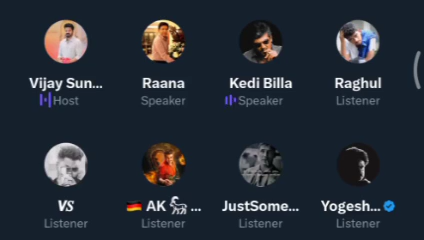 Vijay Sun... Raana Kedi Billa Raghul
Host Speaker Speaker Listener
VS 🇩🇪 AK 🐆 ... JustSome... Yogesh...
Listener Listener Listener Listener